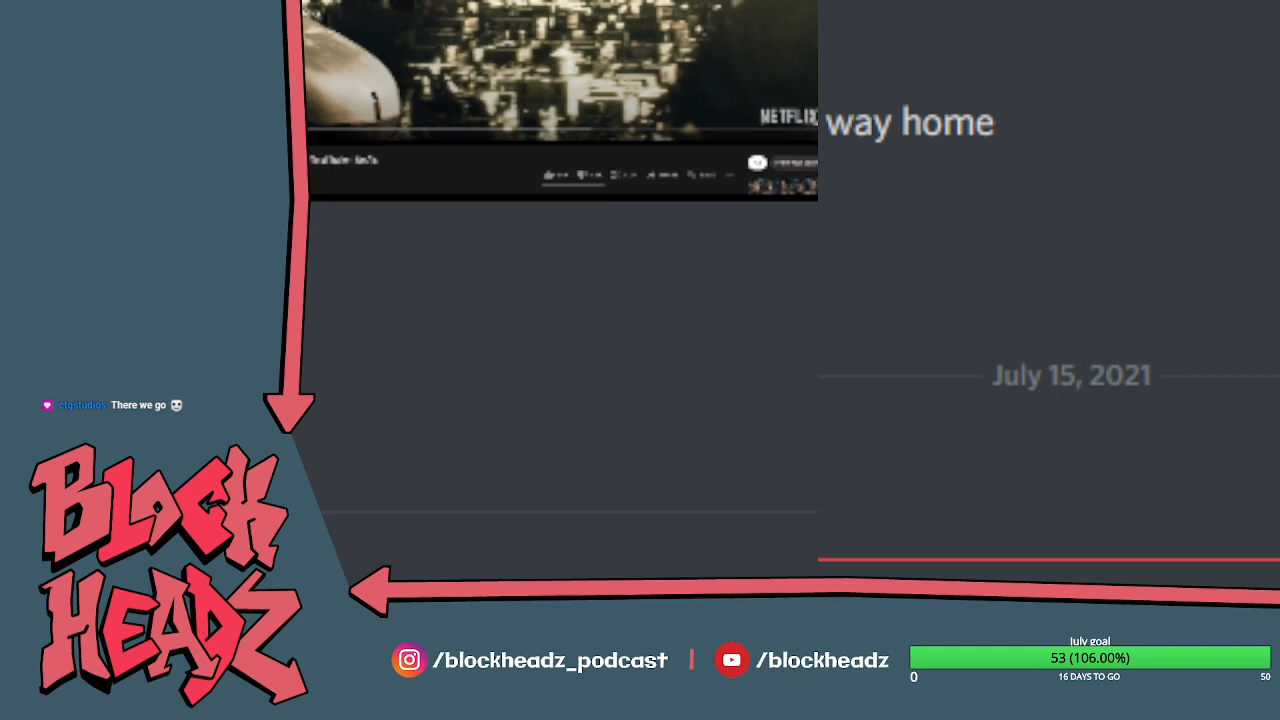 NETFLIX
way home
July 15, 2021
ctgstudios There we go
BLOCK
HEADZ
/blockheadz_podcast | /blockheadz
July goal
53 (106.00%)
0 16 DAYS TO GO 50